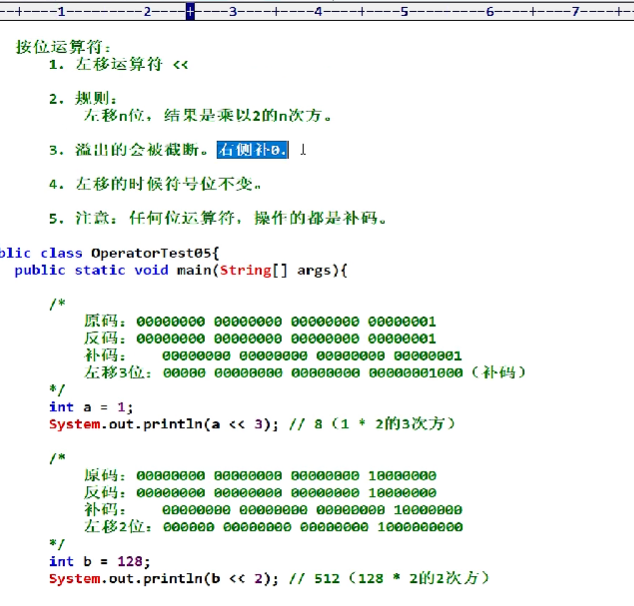 --+----1----+----2----+----3----+----4----+----5----+----6----+----7----+--
按位运算符：
1. 左移运算符 <<
2. 规则：
左移n位，结果是乘以2的n次方。
3. 溢出的会被截断。右侧补0.
4. 左移的时候符号位不变。
5. 注意：任何位运算符，操作的都是补码。
blic class OperatorTest05{
public static void main(String[] args){
/*
原码：00000000 00000000 00000000 00000001
反码：00000000 00000000 00000000 00000001
补码：  00000000 00000000 00000000 00000001
左移3位：00000 00000000 00000000 00000001000（补码）
*/
int a = 1;
System.out.println(a << 3); // 8（1 * 2的3次方）
/*
原码：00000000 00000000 00000000 10000000
反码：00000000 00000000 00000000 10000000
补码：  00000000 00000000 00000000 10000000
左移2位：000000 00000000 00000000 1000000000
*/
int b = 128;
System.out.println(b << 2); // 512（128 * 2的2次方）